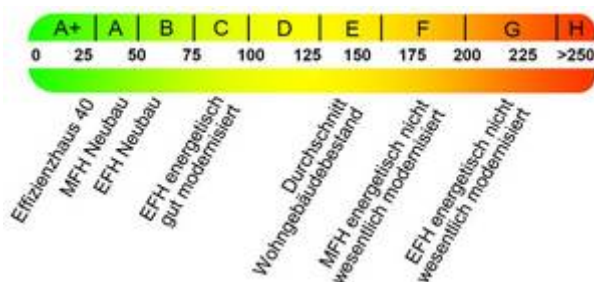 A+ A B C D E F G H
0 25 50 75 100 125 150 175 200 225 >250
Effizienzhaus 40
MFH Neubau
EFH Neubau
EFH energetisch
gut modernisiert
Durchschnitt
Wohngebäudebestand
MFH energetisch nicht
wesentlich modernisiert
EFH energetisch nicht
wesentlich modernisiert